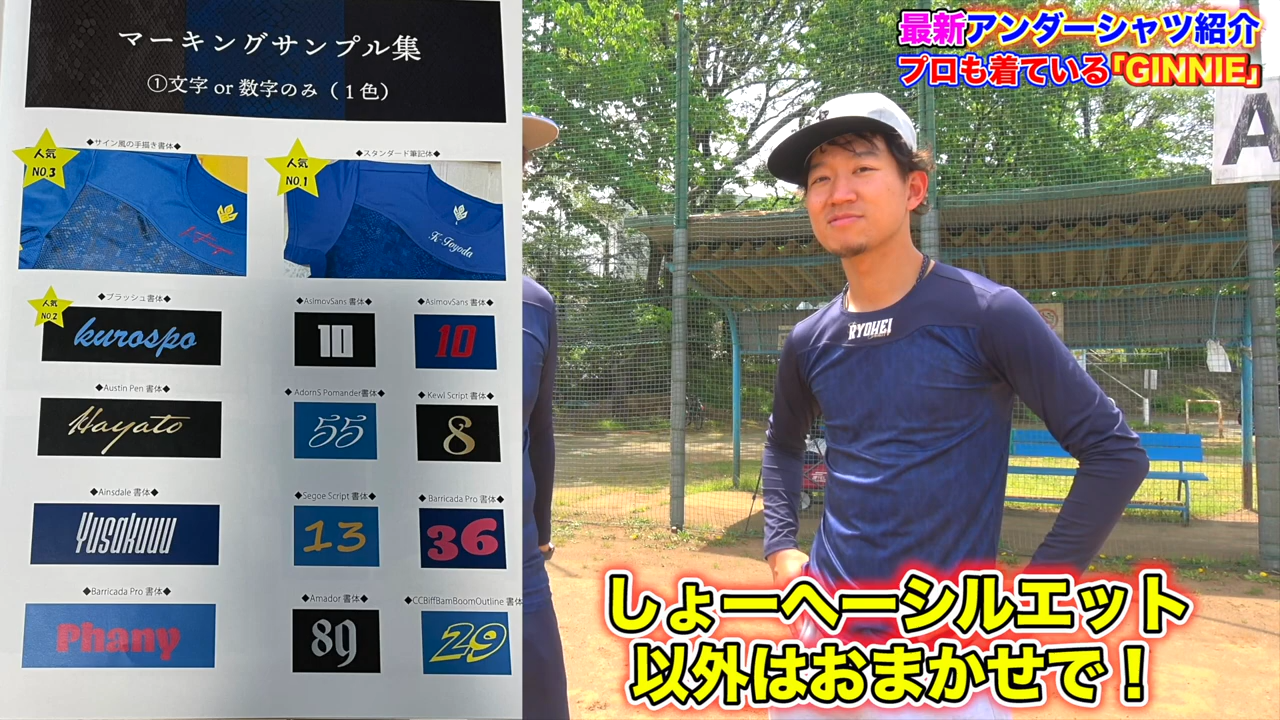 マーキングサンプル集
①文字 or 数字のみ（１色）
◆サイン風の手描き書体◆
◆スタンダード筆記体◆
人気
NO.3
人気
NO.1
K-Toyoda
◆ブラッシュ書体◆
◆AsimovSans 書体◆
◆AsimovSans 書体◆
人気
NO.2
kurospo
10
10
◆Austin Pen 書体◆
◆AdornS Pomander書体◆
◆Kewl Script 書体◆
Hayato
55
8
◆Ainsdale 書体◆
◆Segoe Script 書体◆
◆Barricada Pro 書体◆
Yusakuuu
13
36
◆Barricada Pro 書体◆
◆Amador 書体◆
◆CCBiffBamBoomOutline 書体
Phany
89
29
最新アンダーシャツ紹介
プロも着ている「GINNIE」
A
RYOHEI
しょーへーシルエット
以外はおまかせで！